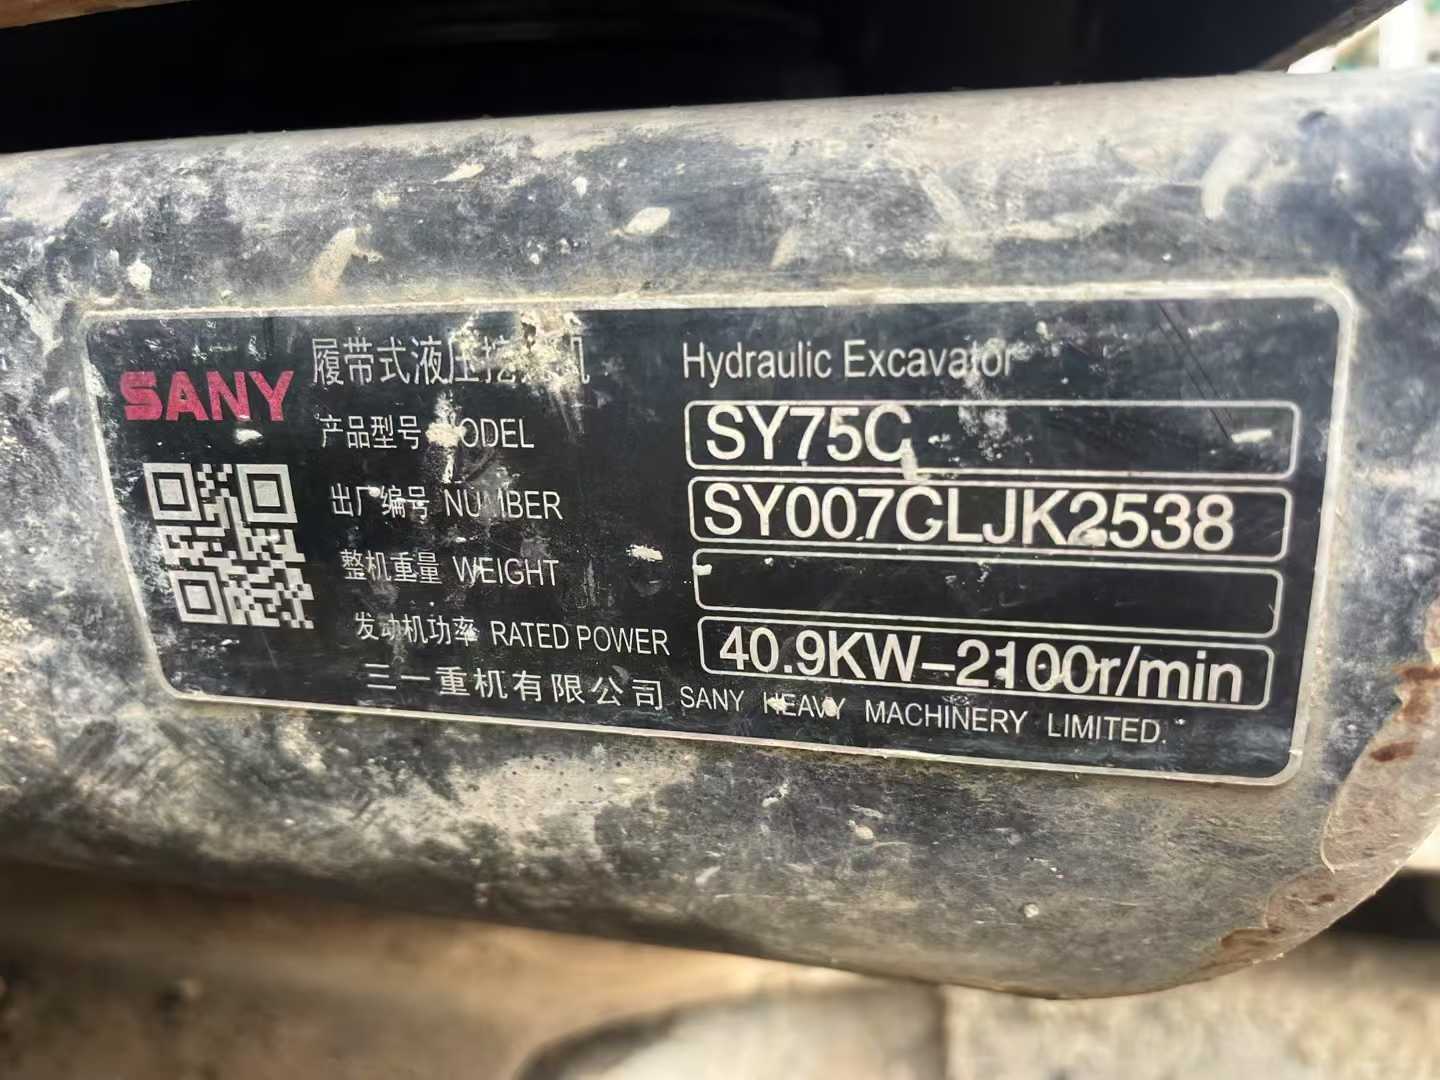 SANY
履带式液压挖掘机 Hydraulic Excavator
产品型号 MODEL SY75C
出厂编号 NUMBER SY007CLJK2538
整机重量 WEIGHT
发动机功率 RATED POWER 40.9KW-2100r/min
三一重机有限公司 SANY HEAVY MACHINERY LIMITED.